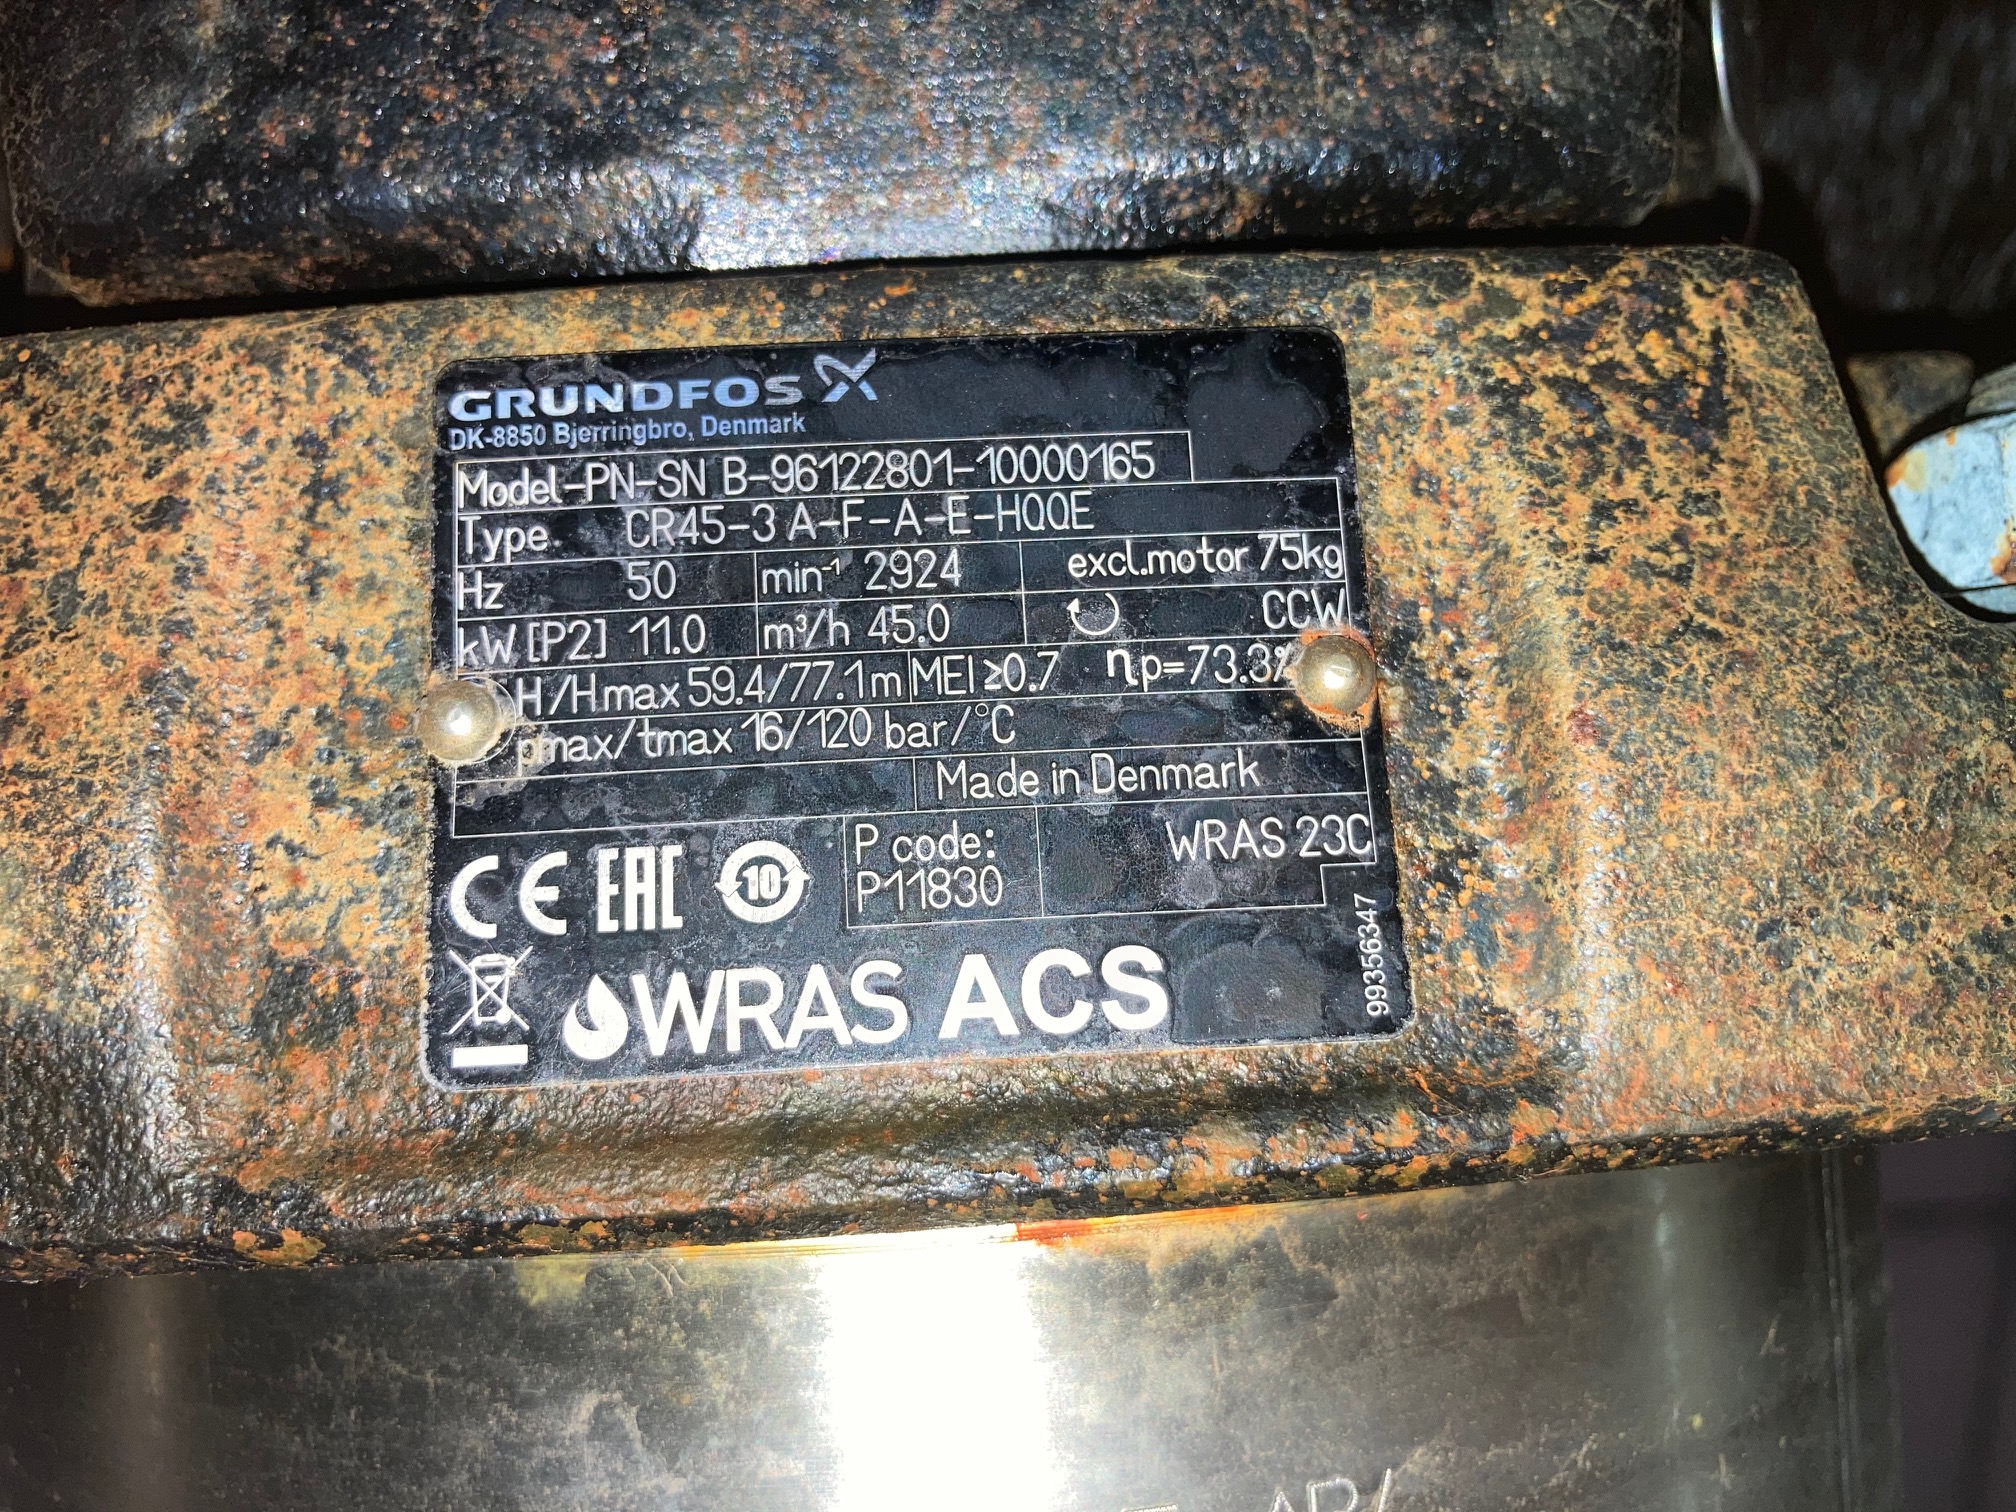 GRUNDFOS
DK-8850 Bjerringbro, Denmark
Model-PN-SN B-96122801-10000165
Type. CR45-3 A-F-A-E-HQQE
Hz 50 min-1 2924 excl.motor 75kg
kW [P2] 11.0 m³/h 45.0 CCW
H/Hmax 59.4/77.1 m MEI ≥0.7 ηp=73.3%
pmax/tmax 16/120 bar/°C
Made in Denmark
P code: WRAS 23C
P11830
CE EAC 10
WRAS ACS
99356347